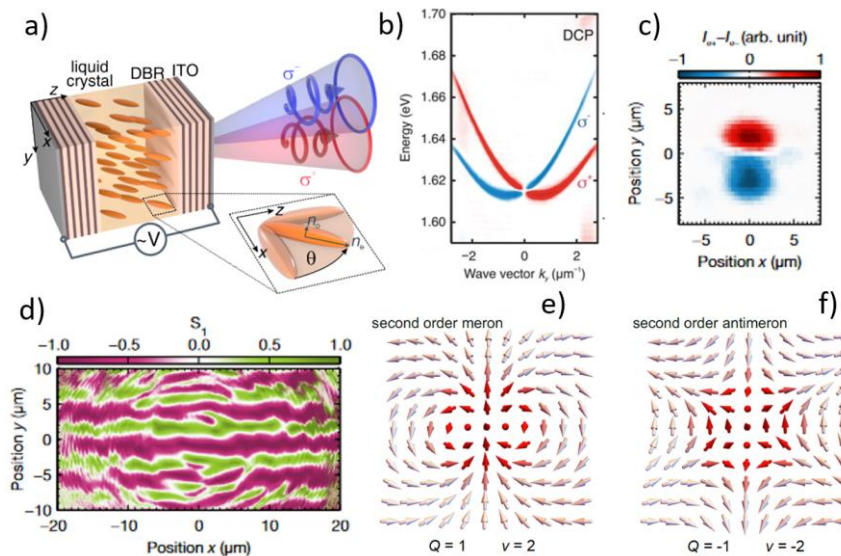 a)
liquid crystal
DBR ITO
z
x
y
σ⁻
σ⁺
~V
z
x
n₀
nₑ
θ
b)
DCP
1.70
1.68
1.66
1.64
1.62
1.60
Energy (eV)
σ⁻
σ⁺
-2 0 2
Wave vector kᵧ (μm⁻¹)
c)
I_σ+ – I_σ– (arb. unit)
−1 0 1
5
0
−5
Position y (μm)
−5 0 5
Position x (μm)
d)
S₁
−1.0 −0.5 0.0 0.5 1.0
10
5
0
−5
−10
Position y (μm)
−20 −10 0 10 20
Position x (μm)
e)
second order meron
Q = 1 v = 2
f)
second order antimeron
Q = -1 v = -2